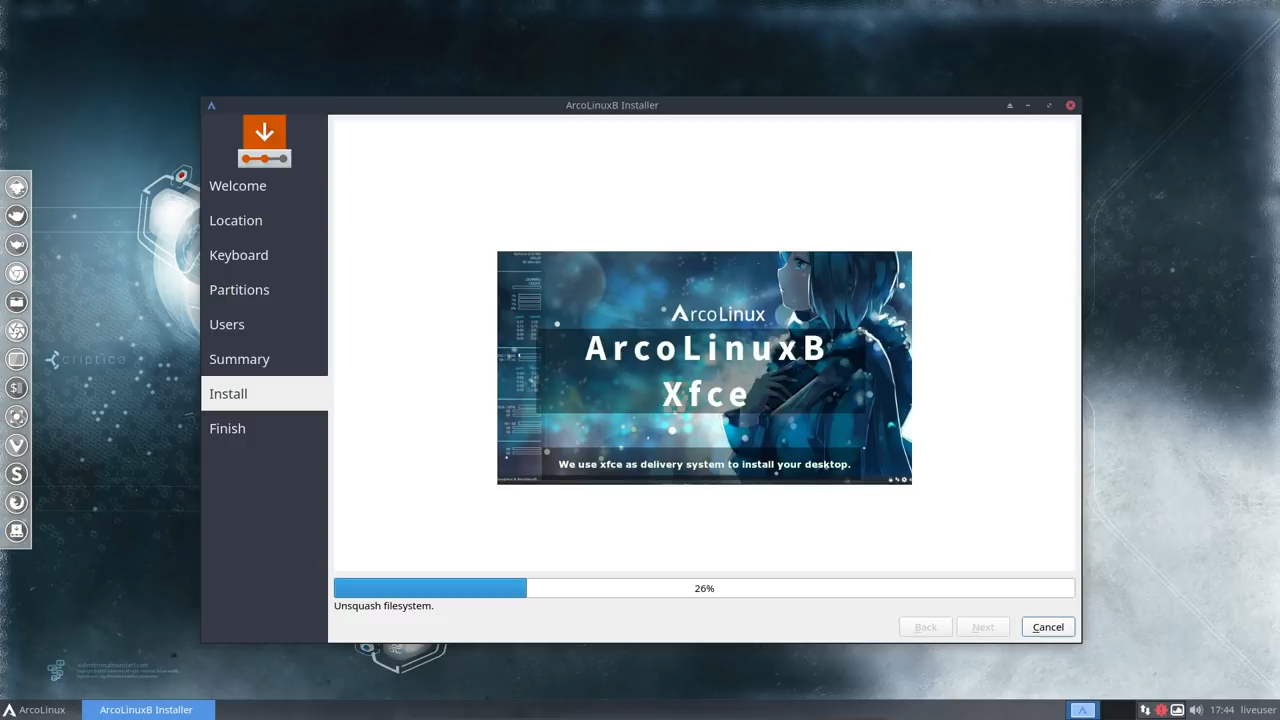 ArcoLinuxB Installer
Welcome
Location
Keyboard
Partitions
Users
Summary
Install
Finish
criptica
ArcoLinux
ArcoLinuxB
Xfce
We use xfce as delivery system to install your desktop.
26%
Unsquash filesystem.
Back
Next
Cancel
ArcoLinux
ArcoLinuxB Installer
17:44
liveuser